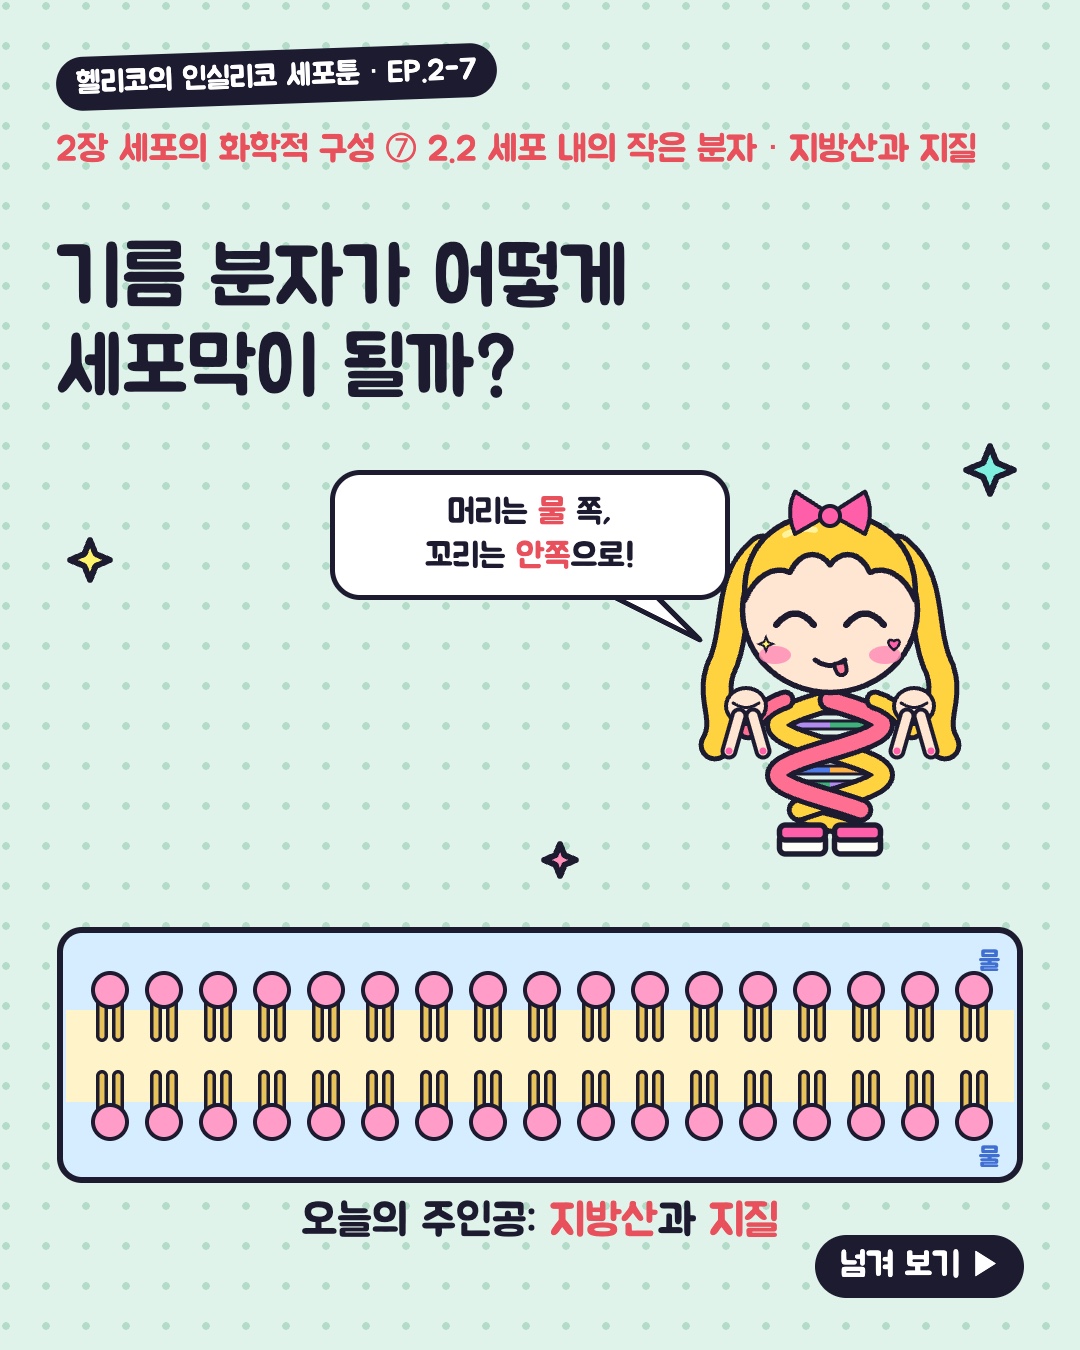 헬리코의 인실리코 세포툰 · EP.2-7
2장 세포의 화학적 구성 ⑦ 2.2 세포 내의 작은 분자 · 지방산과 지질
기름 분자가 어떻게
세포막이 될까?
머리는 물 쪽,
꼬리는 안쪽으로!
물
물
오늘의 주인공: 지방산과 지질
넘겨 보기 ▶